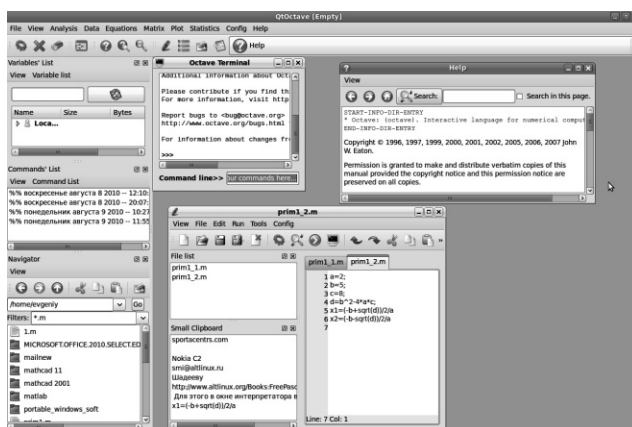 QtOctave [Empty]
File View Analysis Data Equations Matrix Plot Statistics Config Help
Help
Variables' List
View Variable list
Name Size Bytes
Loca...
Commands' List
View Command List
%% воскресенье августа 8 2010 -- 12:10:
%% воскресенье августа 8 2010 -- 20:07:
%% понедельник августа 9 2010 -- 10:27
%% понедельник августа 9 2010 -- 11:55
Navigator
View
/home/evgeniy
Go
Filters: *.m
1.m
MICROSOFT.OFFICE.2010.SELECT.ED
mailnew
mathcad 11
mathcad 2001
matlab
portable_windows_soft
prim1.m
Octave Terminal
Additional information about Oct
Please contribute if you find th
For more information, visit http
Report bugs to <bug@octave.org>
http://www.octave.org/bugs.html
For information about changes fr
>>>
Command line>> our commands here...
Help
View
Search:
Search in this page.
START-INFO-DIR-ENTRY
* Octave: (octave). Interactive language for numerical comput
END-INFO-DIR-ENTRY
Copyright © 1996, 1997, 1999, 2000, 2001, 2002, 2005, 2006, 2007 John
W. Eaton.
Permission is granted to make and distribute verbatim copies of this
manual provided the copyright notice and this permission notice are
preserved on all copies.
prim1_2.m
View File Edit Run Tools Config
File list
prim1_1.m
prim1_2.m
Small Clipboard
sportacentrs.com
Nokia C2
smi@altlinux.ru
Шадееву
http://www.altlinux.org/Books:FreePasc
Для этого в окне интерпретатора в
x1=(-b+sqrt(d))/2/a
prim1_1.m prim1_2.m
1 a=2;
2 b=5;
3 c=8;
4 d=b^2-4*a*c;
5 x1=(-b+sqrt(d))/2/a
6 x2=(-b-sqrt(d))/2/a
7
Line: 7 Col: 1